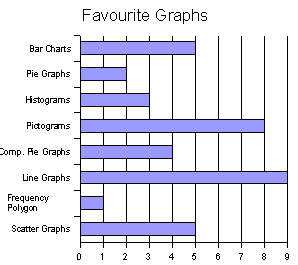 Favourite Graphs
Bar Charts
Pie Graphs
Histograms
Pictograms
Comp. Pie Graphs
Line Graphs
Frequency
Polygon
Scatter Graphs
0 1 2 3 4 5 6 7 8 9